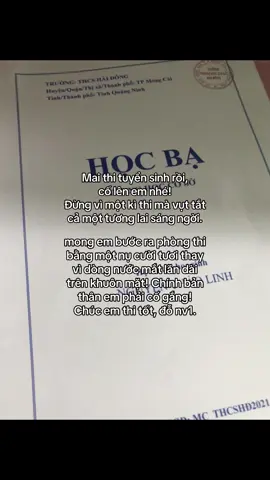 TRƯỜNG: THCS HẢI ĐÔNG
Huyện/Quận/Thị xã/Thành phố: TP Móng Cái
Tỉnh/Thành phố: Tỉnh Quảng Ninh
HỌC BẠ
Mai thi tuyển sinh rồi,
cố lên em nhé!
Đừng vì một kì thi mà vụt tắt
cả một tương lai sáng ngời.
mong em bước ra phòng thi
bằng một nụ cười tươi thay
vì dòng nước mắt lăn dài
trên khuôn mặt! Chính bản
thân em phải cố gắng!
Chúc em thi tốt, đỗ nv1.
LINH
MC_THCSHD2021